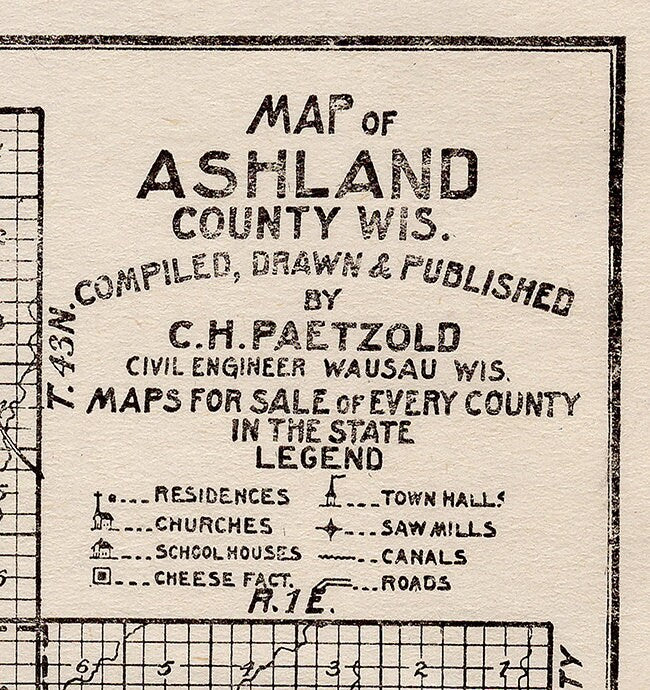 MAP OF
ASHLAND
COUNTY WIS.
COMPILED, DRAWN & PUBLISHED
BY
C.H. PAETZOLD
CIVIL ENGINEER WAUSAU WIS.
MAPS FOR SALE OF EVERY COUNTY
IN THE STATE
LEGEND
RESIDENCES
CHURCHES
SCHOOL HOUSES
CHEESE FACT.
TOWN HALLS
SAW MILLS
CANALS
ROADS
T. 43 N.
R. 1 E.
6 5 4 3 2 1
TY